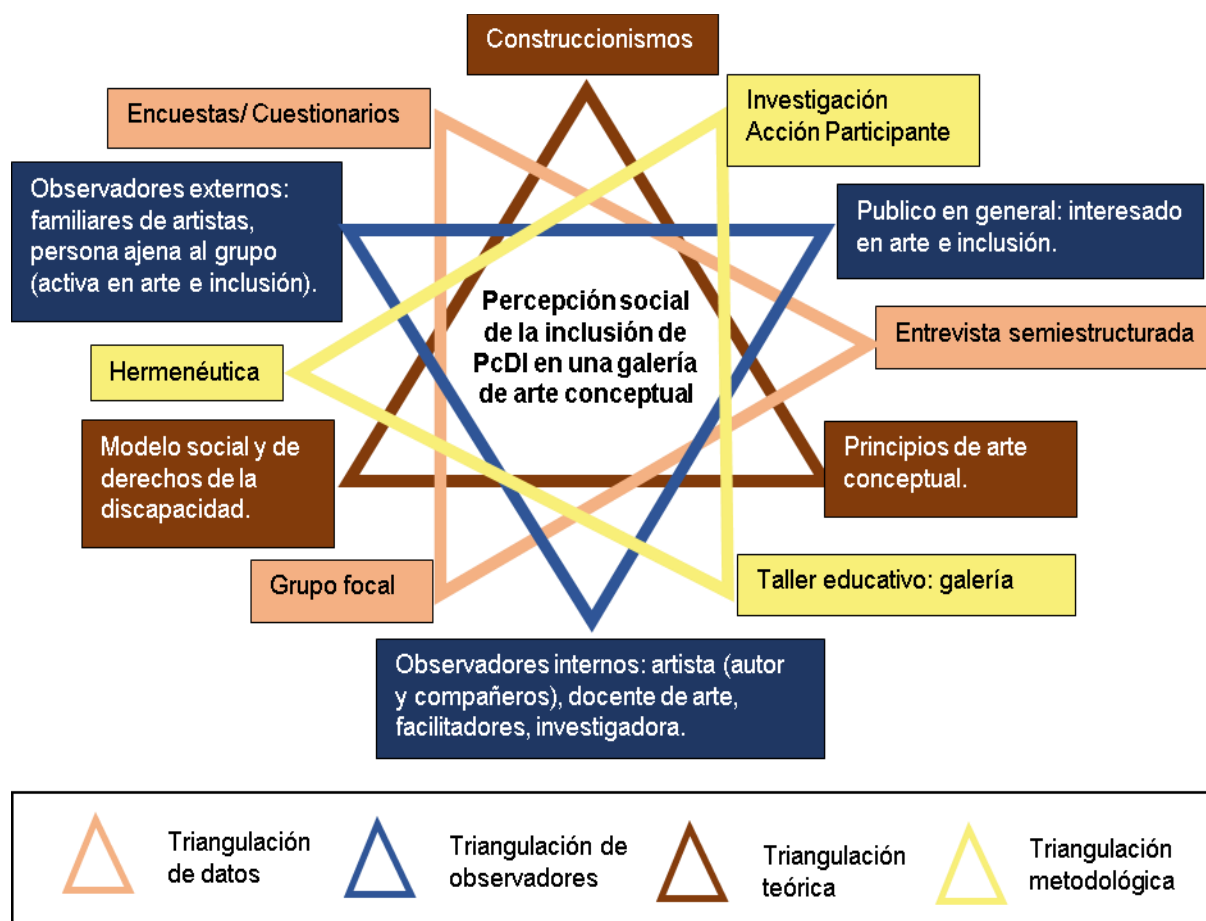 Construccionismos
Encuestas/ Cuestionarios
Investigación
Acción Participante
Observadores externos:
familiares de artistas,
persona ajena al grupo
(activa en arte e inclusión).
Publico en general: interesado
en arte e inclusión.
Percepción social
de la inclusión de
PcDI en una galería
de arte conceptual
Entrevista semiestructurada
Hermenéutica
Modelo social y de
derechos de la
discapacidad.
Principios de arte
conceptual.
Grupo focal
Taller educativo: galería
Observadores internos: artista (autor
y compañeros), docente de arte,
facilitadores, investigadora.
Triangulación
de datos
Triangulación de
observadores
Triangulación
teórica
Triangulación
metodológica